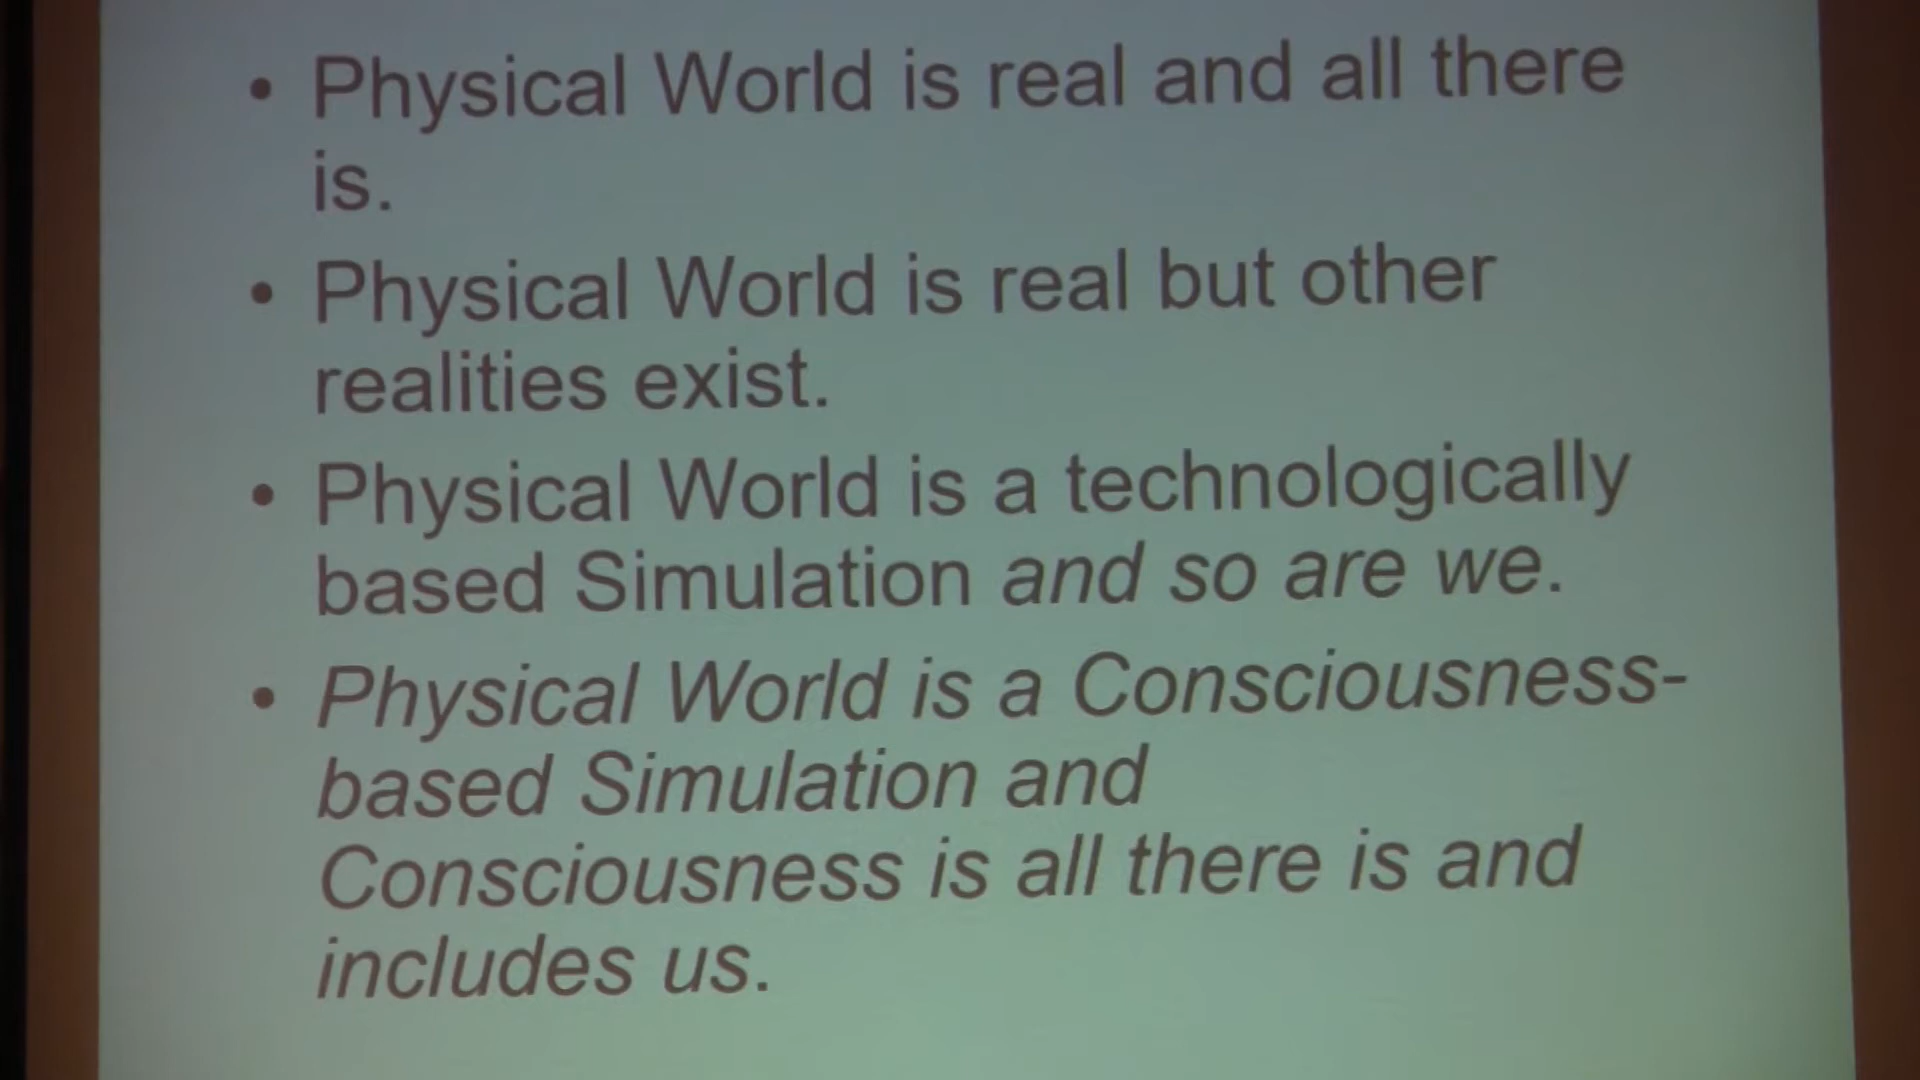 • Physical World is real and all there
is.
• Physical World is real but other
realities exist.
• Physical World is a technologically
based Simulation and so are we.
• Physical World is a Consciousness-
based Simulation and
Consciousness is all there is and
includes us.